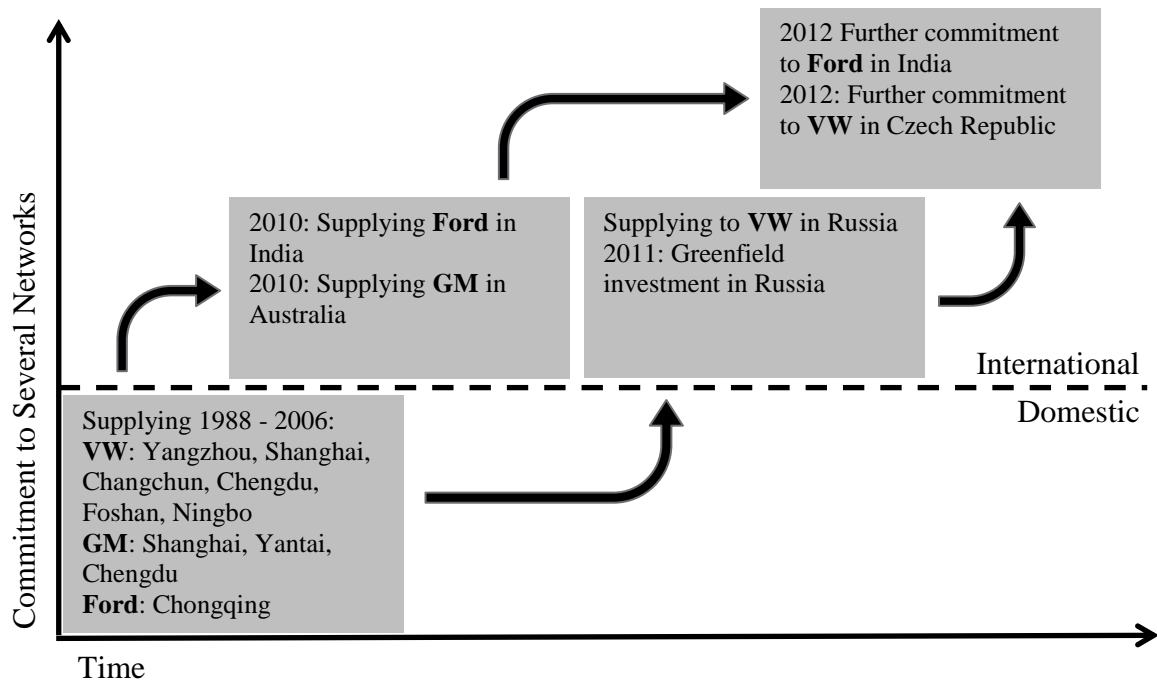 Commitment to Several Networks
2012 Further commitment
to Ford in India
2012: Further commitment
to VW in Czech Republic
2010: Supplying Ford in
India
2010: Supplying GM in
Australia
Supplying to VW in Russia
2011: Greenfield
investment in Russia
International
Domestic
Supplying 1988 - 2006:
VW: Yangzhou, Shanghai,
Changchun, Chengdu,
Foshan, Ningbo
GM: Shanghai, Yantai,
Chengdu
Ford: Chongqing
Time